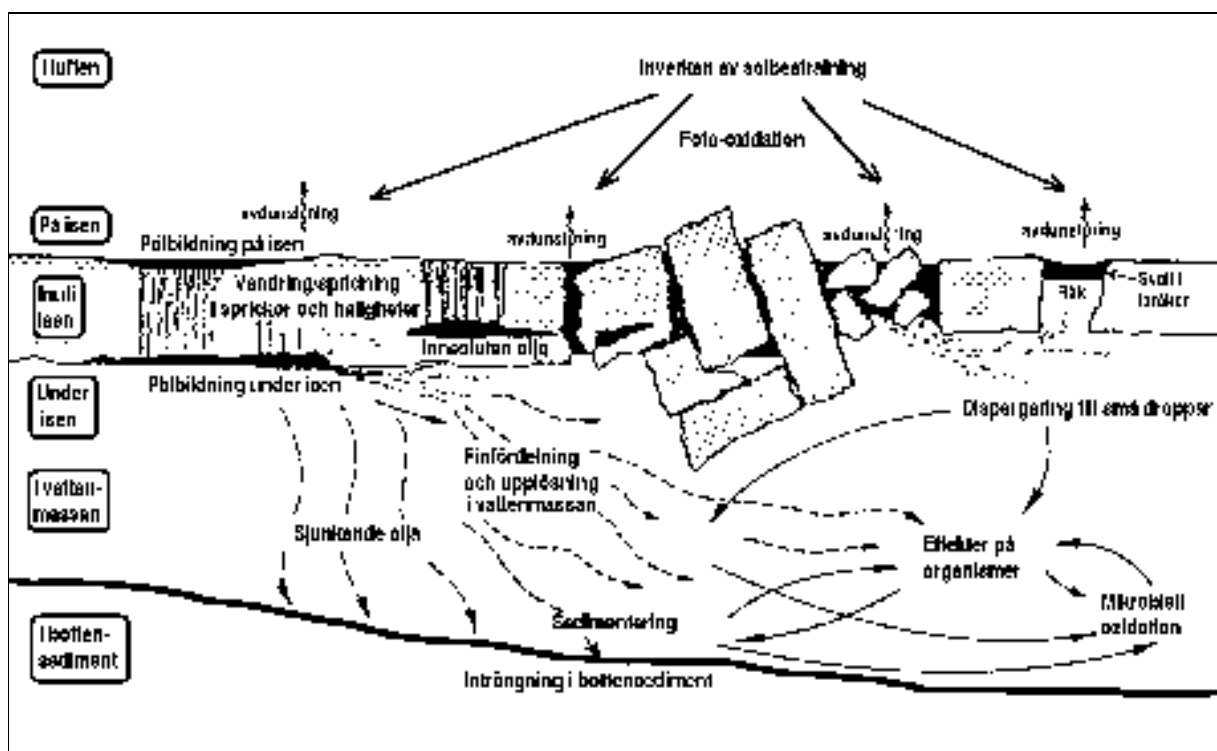 I luften
Inverkan av solbestrålning
Foto-oxidation
På isen
avdunstning
avdunstning
avdunstning
avdunstning
Pölbildning på isen
Inuti
isen
Vandring-spridning
i sprickor och håligheter
Råk
Innesluten olja
Under
isen
Pölbildning under isen
Dispergering till små droppar
Finfördelning
och upplösning
i vattenmassan
I vatten-
massan
Sjunkande olja
Effekter på
organismer
Mikrobiell
oxidation
Sedimentering
I botten-
sediment
Inträngning i bottensediment